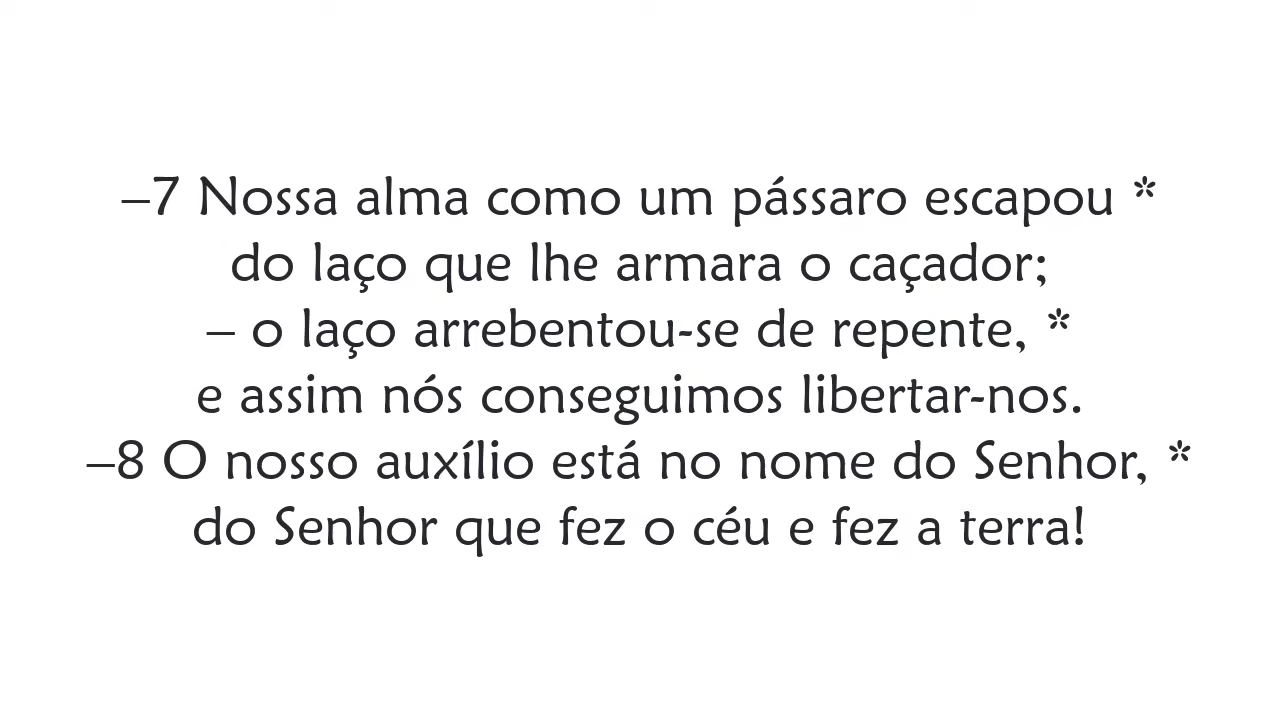 –7 Nossa alma como um pássaro escapou *
do laço que lhe armara o caçador;
– o laço arrebentou-se de repente, *
e assim nós conseguimos libertar-nos.
–8 O nosso auxílio está no nome do Senhor, *
do Senhor que fez o céu e fez a terra!